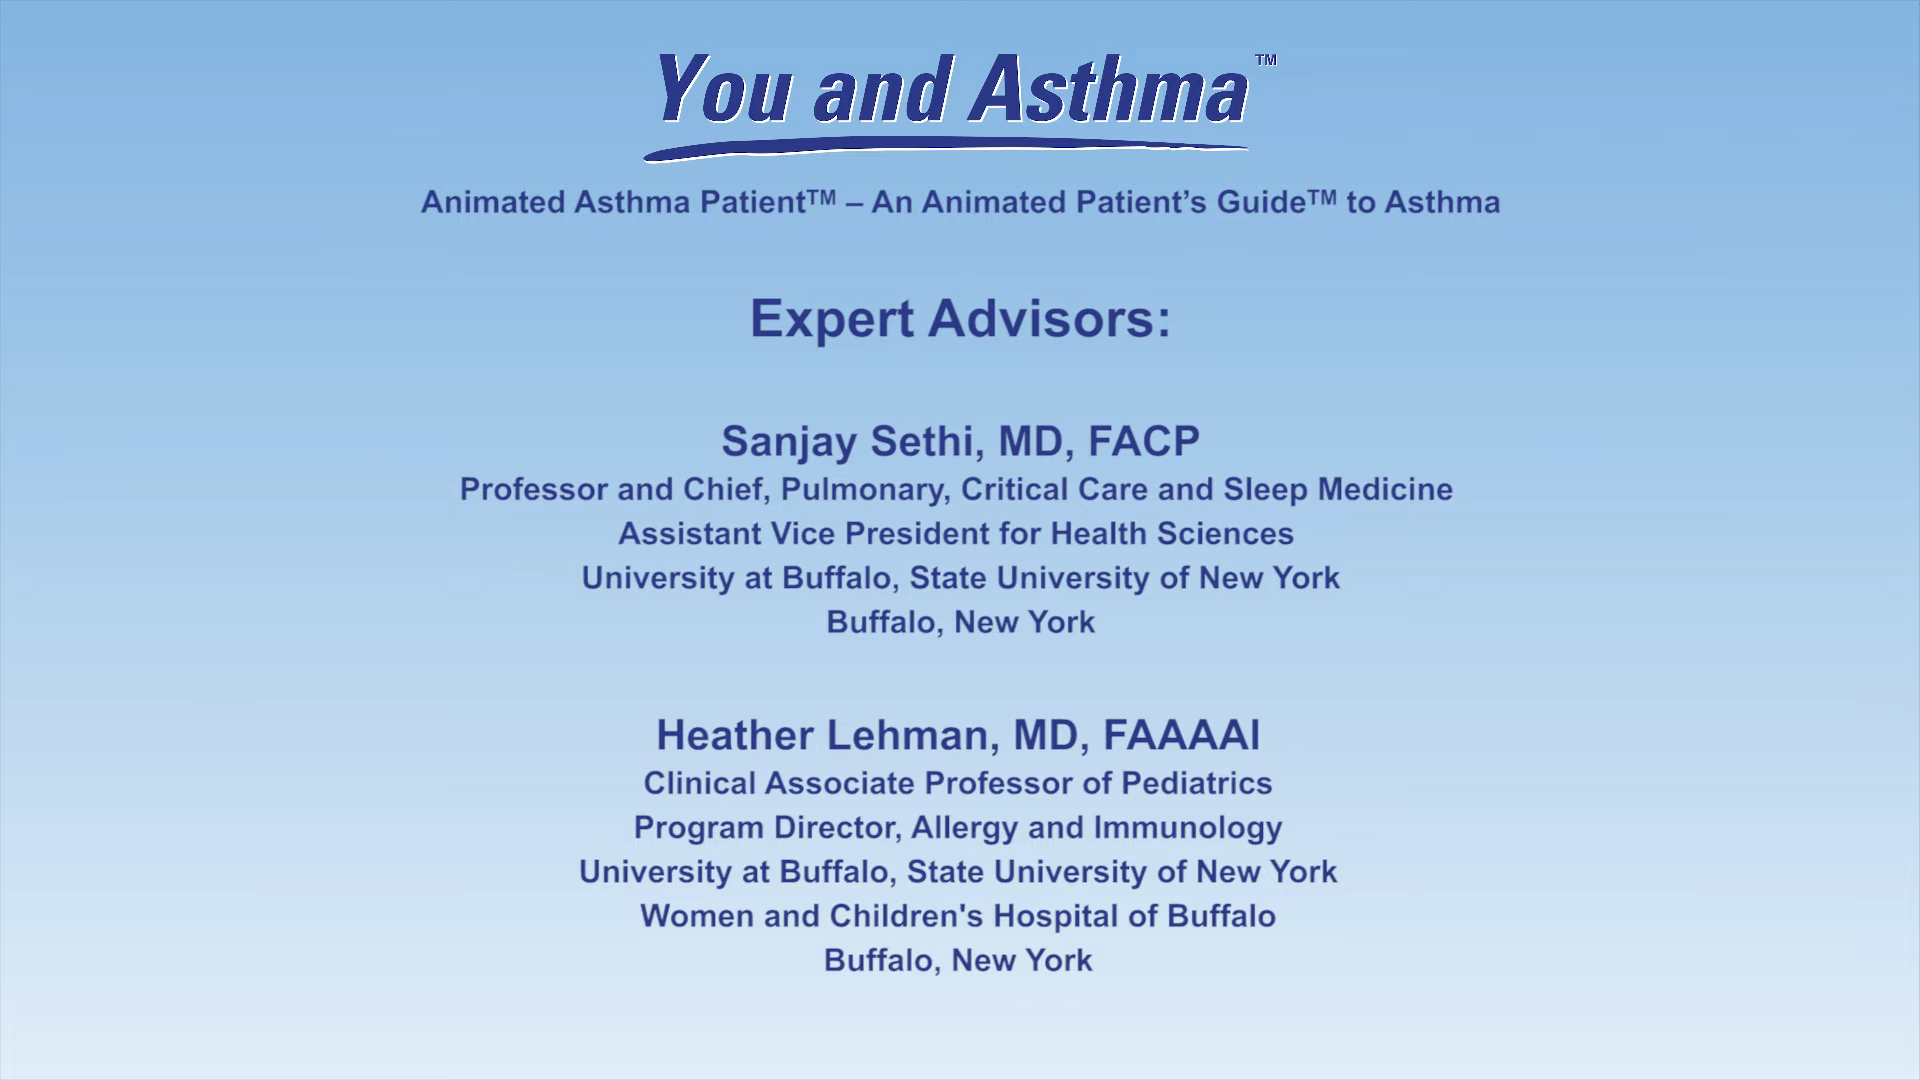 You and Asthma™
Animated Asthma Patient™ – An Animated Patient’s Guide™ to Asthma
Expert Advisors:
Sanjay Sethi, MD, FACP
Professor and Chief, Pulmonary, Critical Care and Sleep Medicine
Assistant Vice President for Health Sciences
University at Buffalo, State University of New York
Buffalo, New York
Heather Lehman, MD, FAAAAI
Clinical Associate Professor of Pediatrics
Program Director, Allergy and Immunology
University at Buffalo, State University of New York
Women and Children's Hospital of Buffalo
Buffalo, New York